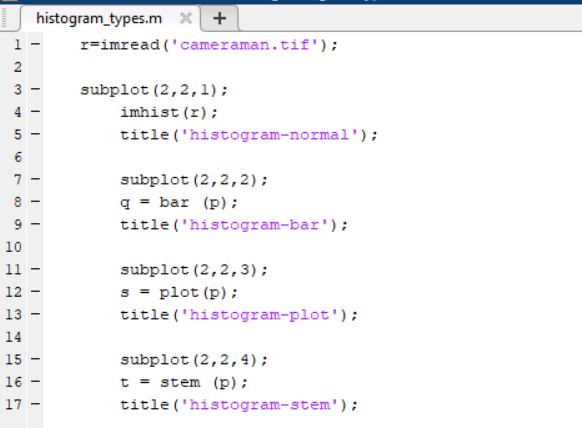 histogram_types.m
1 – r=imread('cameraman.tif');
2
3 – subplot(2,2,1);
4 – imhist(r);
5 – title('histogram-normal');
6
7 – subplot(2,2,2);
8 – q = bar (p);
9 – title('histogram-bar');
10
11 – subplot(2,2,3);
12 – s = plot(p);
13 – title('histogram-plot');
14
15 – subplot(2,2,4);
16 – t = stem (p);
17 – title('histogram-stem');